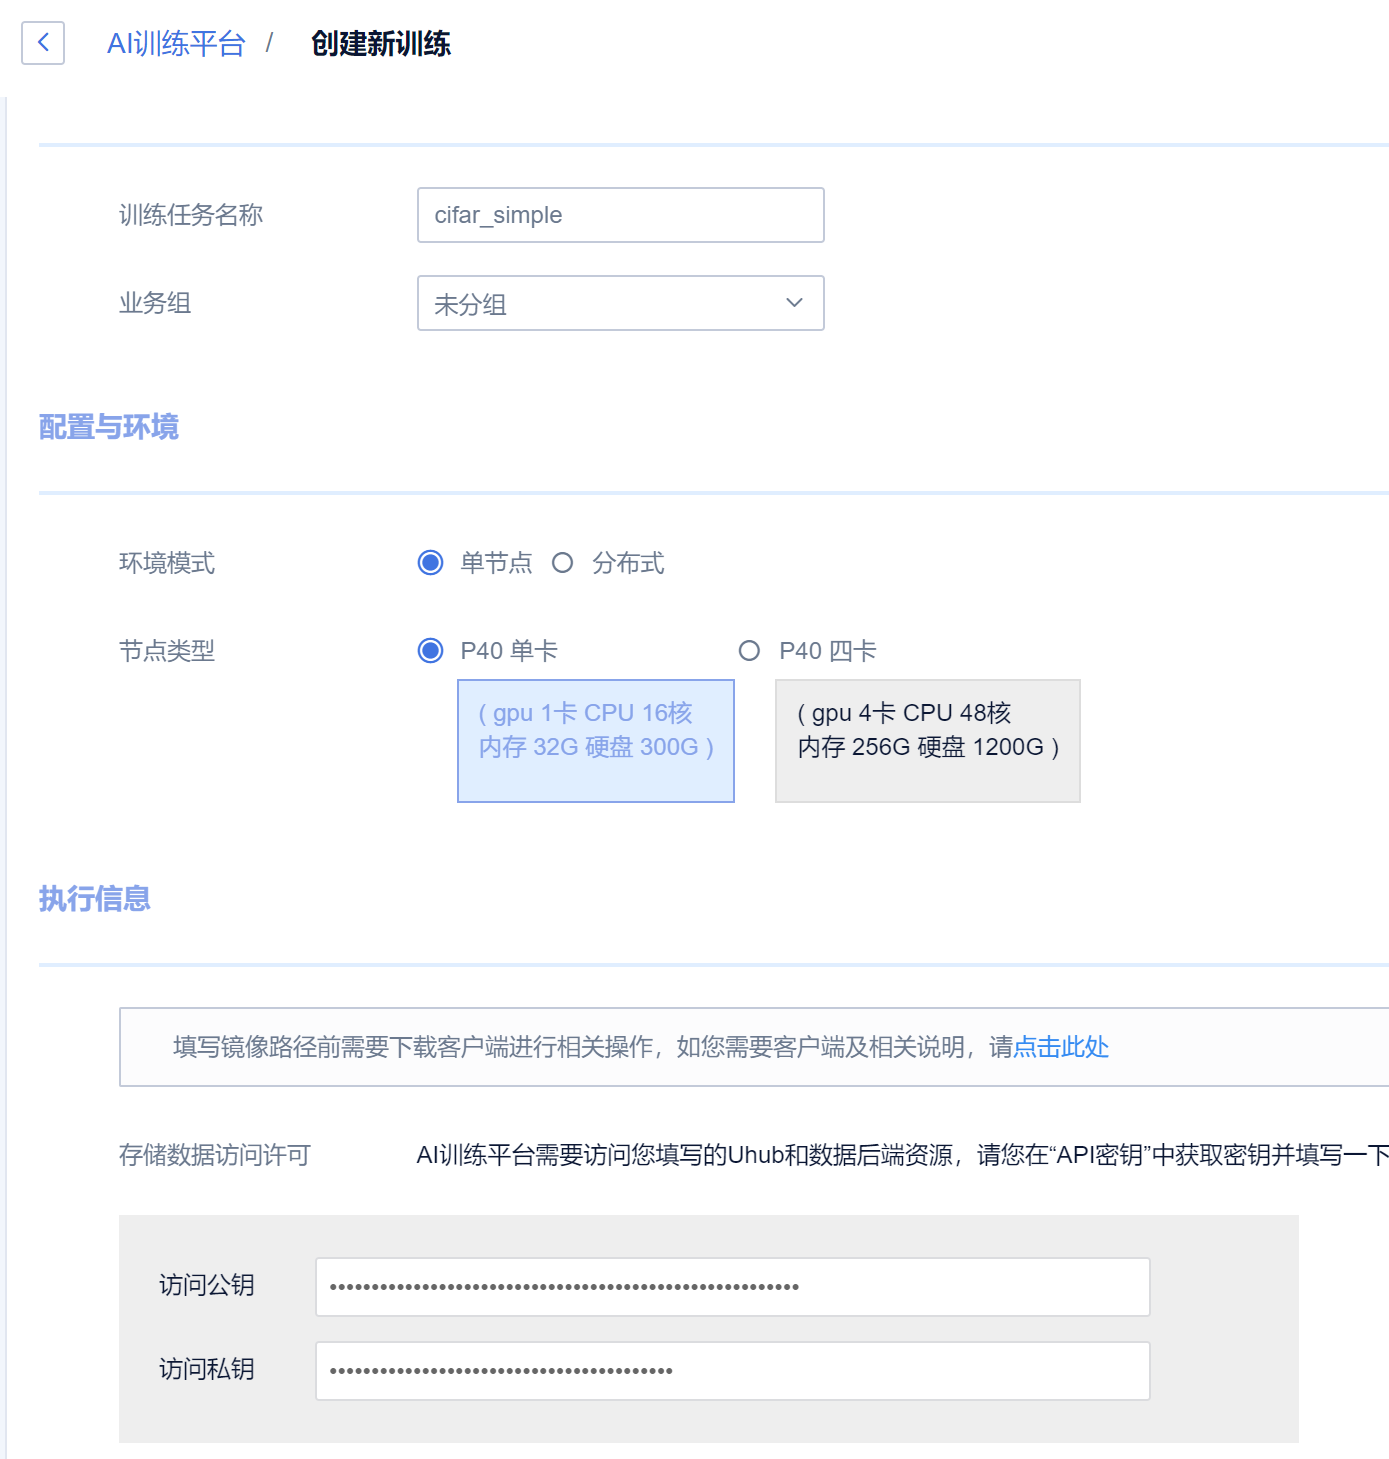 AI训练平台 / 创建新训练
训练任务名称 cifar_simple
业务组 未分组
配置与环境
环境模式 单节点 分布式
节点类型 P40 单卡 P40 四卡
( gpu 1卡 CPU 16核
内存 32G 硬盘 300G )
( gpu 4卡 CPU 48核
内存 256G 硬盘 1200G )
执行信息
填写镜像路径前需要下载客户端进行相关操作，如您需要客户端及相关说明，请点击此处
存储数据访问许可 AI训练平台需要访问您填写的Uhub和数据后端资源，请您在“API密钥”中获取密钥并填写一下
访问公钥
访问私钥